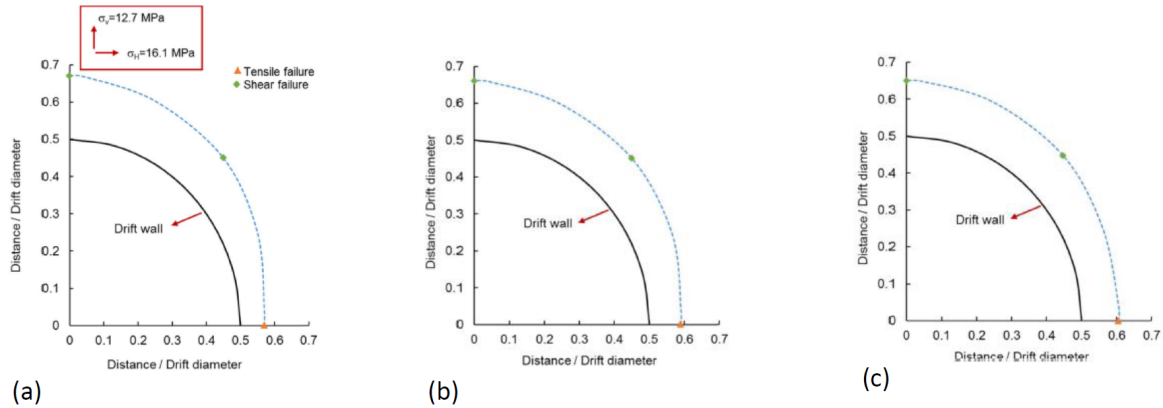 σv=12.7 MPa
σH=16.1 MPa
Tensile failure
Shear failure
0.7
0.6
0.5
0.4
0.3
0.2
0.1
0
Distance / Drift diameter
Drift wall
0 0.1 0.2 0.3 0.4 0.5 0.6 0.7
Distance / Drift diameter
(a)
0.7
0.6
0.5
0.4
0.3
0.2
0.1
0
Distance / Drift diameter
Drift wall
0 0.1 0.2 0.3 0.4 0.5 0.6 0.7
Distance / Drift diameter
(b)
0.7
0.6
0.5
0.4
0.3
0.2
0.1
0
Distance / Drift diameter
Drift wall
0 0.1 0.2 0.3 0.4 0.5 0.6 0.7
Distance / Drift diameter
(c)